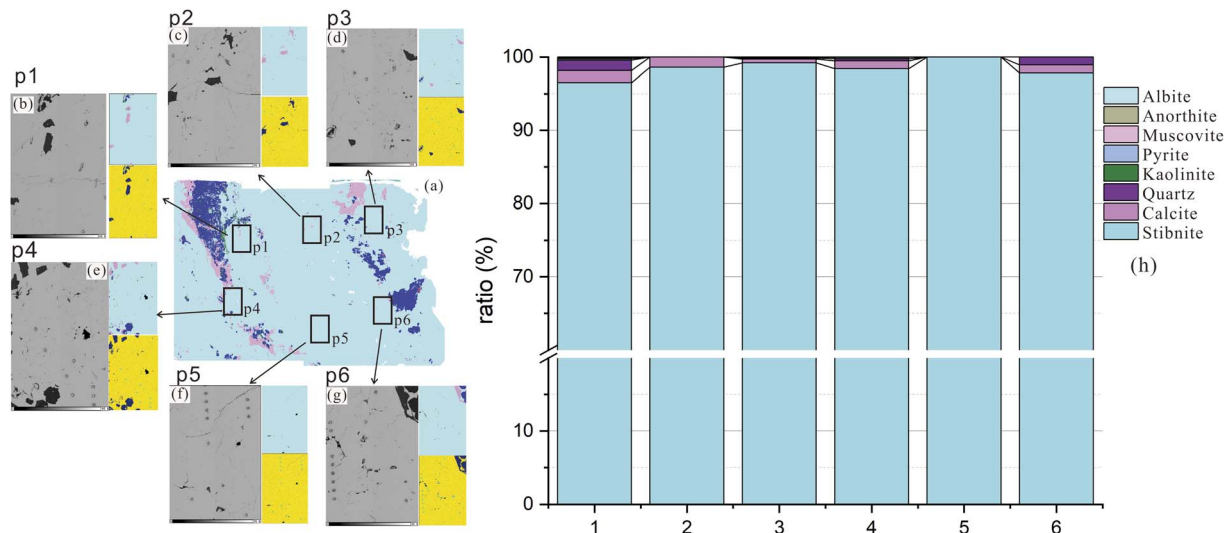 p1
(b)
p2
(c)
p3
(d)
p4
(e)
(a)
p1
p2
p3
p4
p5
p6
p5
(f)
p6
(g)
100
90
80
70
10
0
ratio (%)
1
2
3
4
5
6
Albite
Anorthite
Muscovite
Pyrite
Kaolinite
Quartz
Calcite
Stibnite
(h)